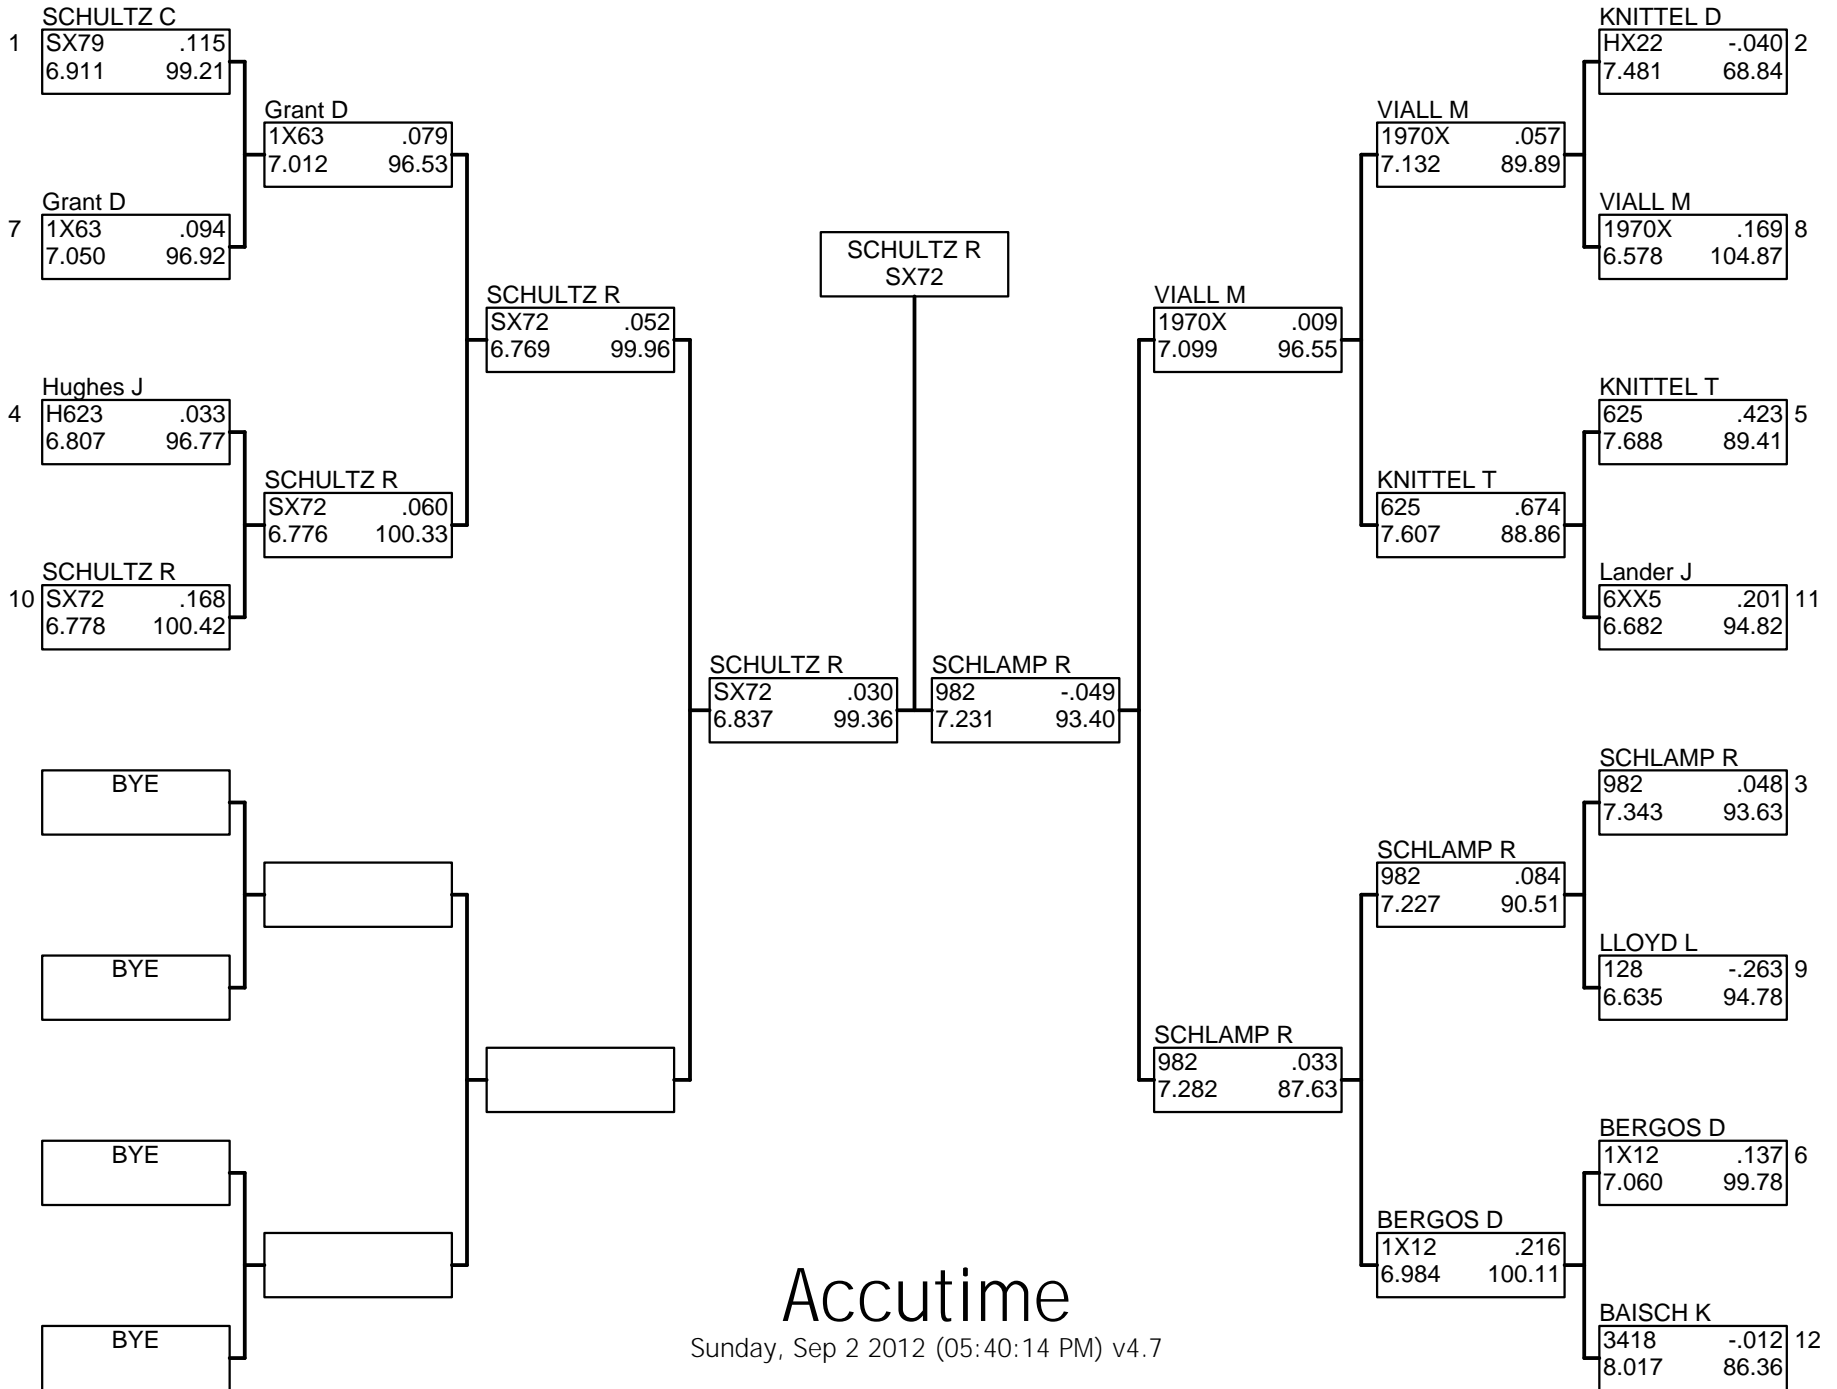 SCHULTZ C
1 SX79 .115
6.911 99.21
Grant D
1X63 .079
7.012 96.53
Grant D
7 1X63 .094
7.050 96.92
SCHULTZ R
SX72 .052
6.769 99.96
Hughes J
4 H623 .033
6.807 96.77
SCHULTZ R
SX72 .060
6.776 100.33
SCHULTZ R
10 SX72 .168
6.778 100.42
SCHULTZ R
SX72 .030
6.837 99.36
BYE
BYE
BYE
BYE
SCHULTZ R
SX72
SCHLAMP R
982 -.049
7.231 93.40
VIALL M
1970X .009
7.099 96.55
SCHLAMP R
982 .033
7.282 87.63
VIALL M
1970X .057
7.132 89.89
KNITTEL T
625 .674
7.607 88.86
SCHLAMP R
982 .084
7.227 90.51
BERGOS D
1X12 .216
6.984 100.11
KNITTEL D
HX22 -.040 2
7.481 68.84
VIALL M
1970X .169 8
6.578 104.87
KNITTEL T
625 .423 5
7.688 89.41
Lander J
6XX5 .201 11
6.682 94.82
SCHLAMP R
982 .048 3
7.343 93.63
LLOYD L
128 -.263 9
6.635 94.78
BERGOS D
1X12 .137 6
7.060 99.78
BAISCH K
3418 -.012 12
8.017 86.36
Accutime
Sunday, Sep 2 2012 (05:40:14 PM) v4.7